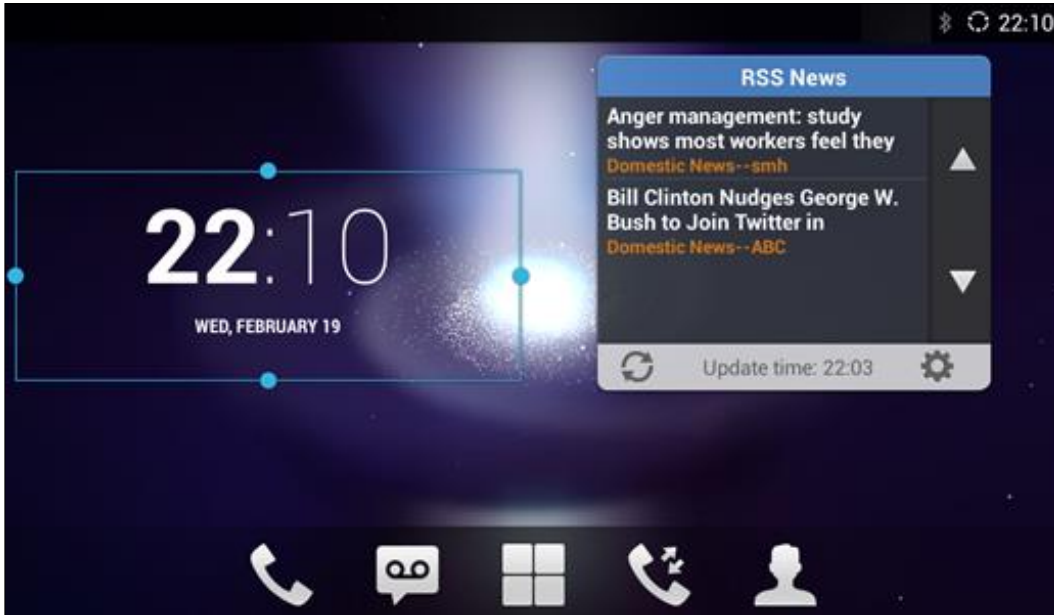 22:10
RSS News
Anger management: study
shows most workers feel they
Domestic News--smh
Bill Clinton Nudges George W.
Bush to Join Twitter in
Domestic News--ABC
Update time: 22:03
22:10
WED, FEBRUARY 19